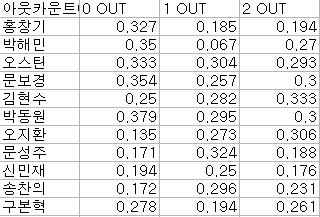 아웃카운트 0 OUT 1 OUT 2 OUT
홍창기 0.327 0.185 0.194
박해민 0.35 0.067 0.27
오스틴 0.333 0.304 0.293
문보경 0.354 0.257 0.3
김현수 0.25 0.282 0.333
박동원 0.379 0.295 0.3
오지환 0.135 0.273 0.306
문성주 0.171 0.324 0.188
신민재 0.194 0.25 0.176
송찬의 0.172 0.296 0.231
구본혁 0.278 0.194 0.261